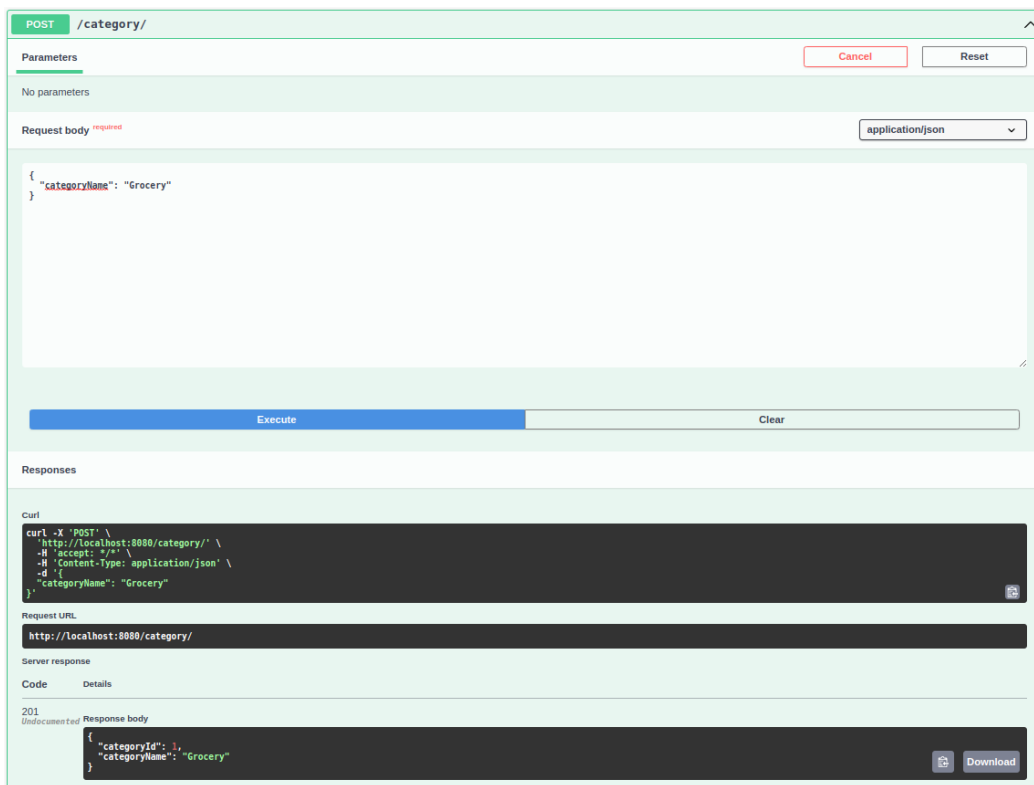 POST /category/
Parameters Cancel Reset
No parameters
Request body required application/json
{
  "categoryName": "Grocery"
}
Execute Clear
Responses
Curl
curl -X 'POST' \
  'http://localhost:8080/category/' \
  -H 'accept: */*' \
  -H 'Content-Type: application/json' \
  -d '{
  "categoryName": "Grocery"
}'
Request URL
http://localhost:8080/category/
Server response
Code Details
201
Undocumented Response body
{
  "categoryId": 1,
  "categoryName": "Grocery"
}
Download